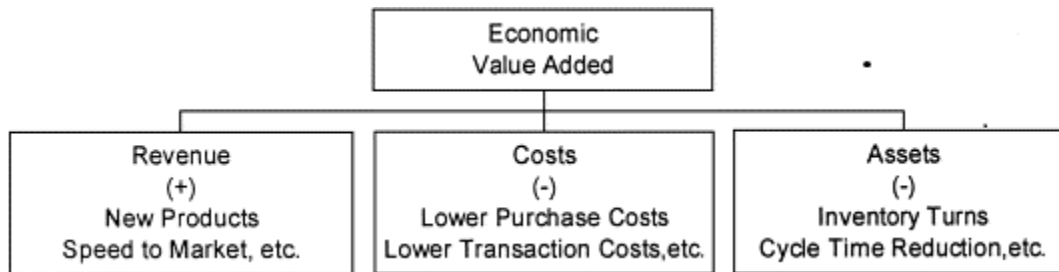 Economic
Value Added
Revenue
(+)
New Products
Speed to Market, etc.
Costs
(-)
Lower Purchase Costs
Lower Transaction Costs,etc.
Assets
(-)
Inventory Turns
Cycle Time Reduction,etc.